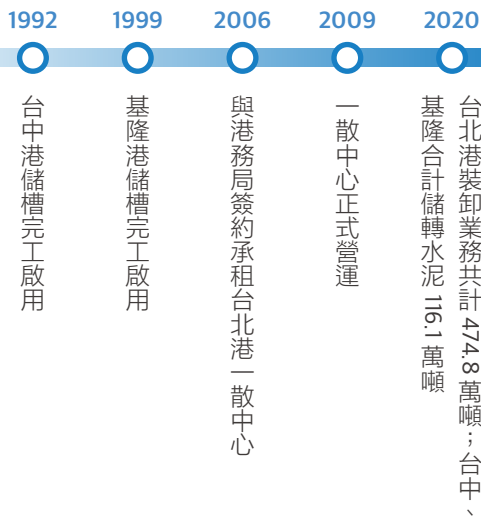 1992
1999
2006
2009
2020
台中港儲槽完工啟用
基隆港儲槽完工啟用
與港務局簽約承租台北港一散中心
一散中心正式營運
台北港裝卸業務共計 474.8 萬噸；台中、
基隆合計儲轉水泥 116.1 萬噸